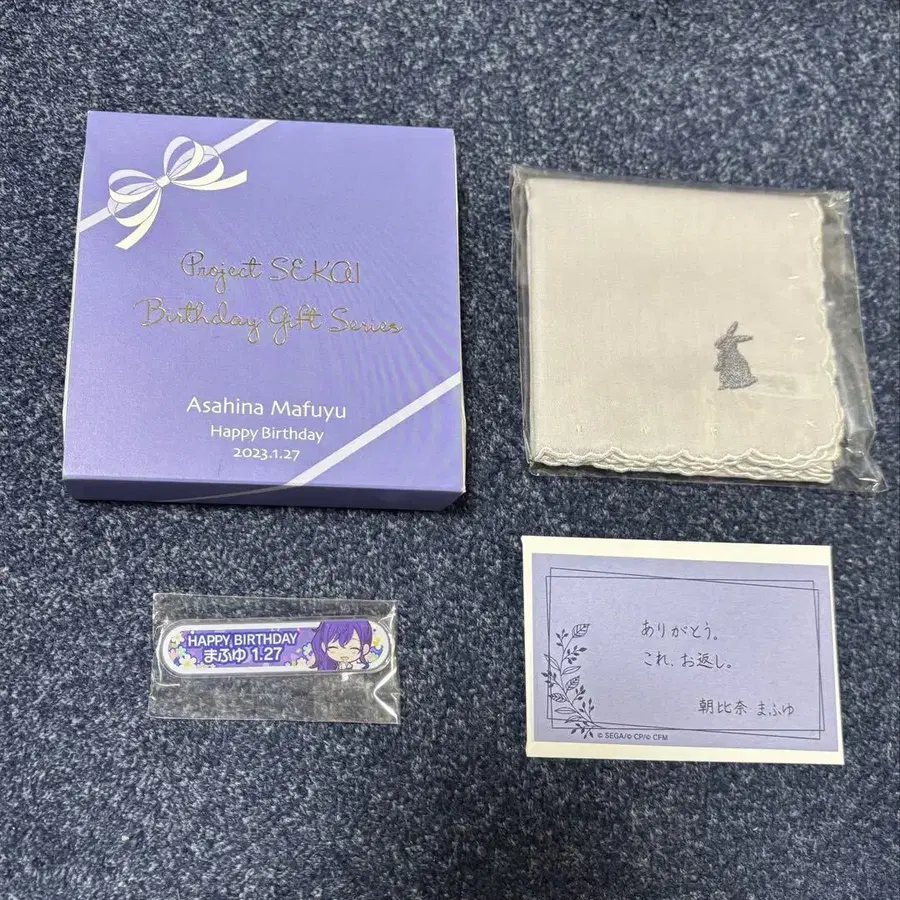 Project SEKAI
Birthday Gift Series
Asahina Mafuyu
Happy Birthday
2023.1.27
HAPPY BIRTHDAY
まふゆ 1.27
ありがとう。
これ、お返し。
朝比奈 まふゆ
© SEGA/© CP/© CFM